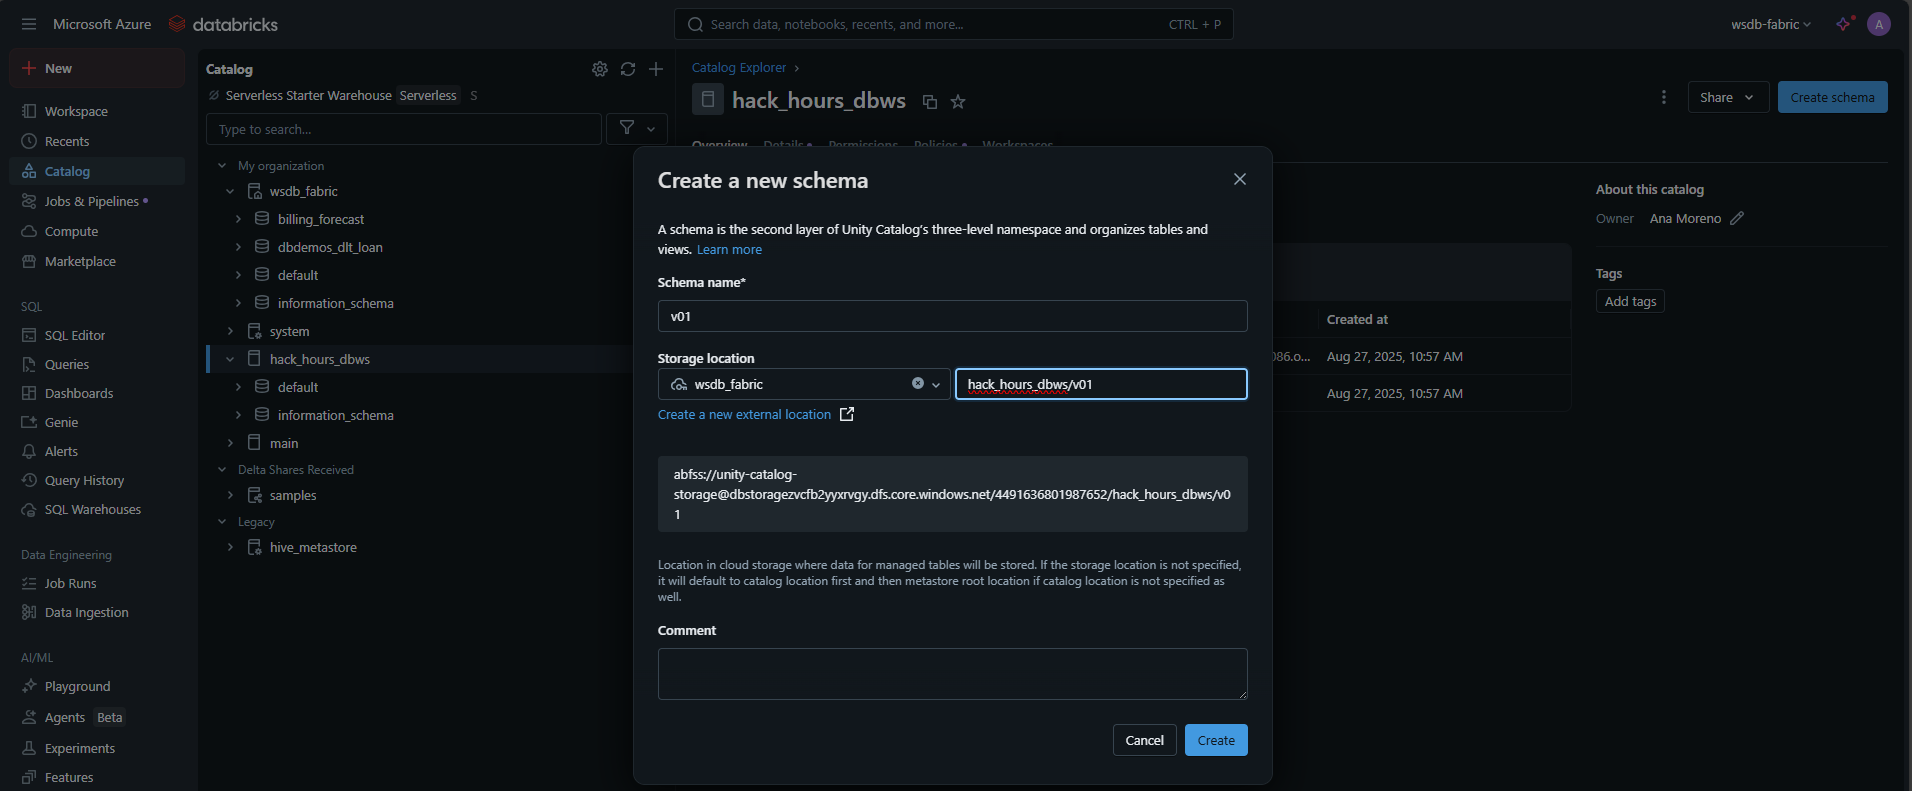 Microsoft Azure
databricks
Search data, notebooks, recents, and more...
CTRL + P
wsdb-fabric
A
New
Workspace
Recents
Catalog
Jobs & Pipelines
Compute
Marketplace
SQL
SQL Editor
Queries
Dashboards
Genie
Alerts
Query History
SQL Warehouses
Data Engineering
Job Runs
Data Ingestion
AI/ML
Playground
Agents Beta
Experiments
Features
Catalog
Serverless Starter Warehouse Serverless S
Type to search...
My organization
wsdb_fabric
billing_forecast
dbdemos_dlt_loan
default
information_schema
system
hack_hours_dbws
default
information_schema
main
Delta Shares Received
samples
Legacy
hive_metastore
Catalog Explorer
hack_hours_dbws
Share
Create schema
Overview Details Permissions Policies Workspaces
Create a new schema
A schema is the second layer of Unity Catalog's three-level namespace and organizes tables and
views. Learn more
Schema name*
v01
Storage location
wsdb_fabric
hack_hours_dbws/v01
Create a new external location
abfss://unity-catalog-
storage@dbstoragezvcfb2yyxrvgy.dfs.core.windows.net/4491636801987652/hack_hours_dbws/v0
1
Location in cloud storage where data for managed tables will be stored. If the storage location is not specified,
it will default to catalog location first and then metastore root location if catalog location is not specified as
well.
Comment
Cancel
Create
Created at
086.o... Aug 27, 2025, 10:57 AM
Aug 27, 2025, 10:57 AM
About this catalog
Owner Ana Moreno
Tags
Add tags